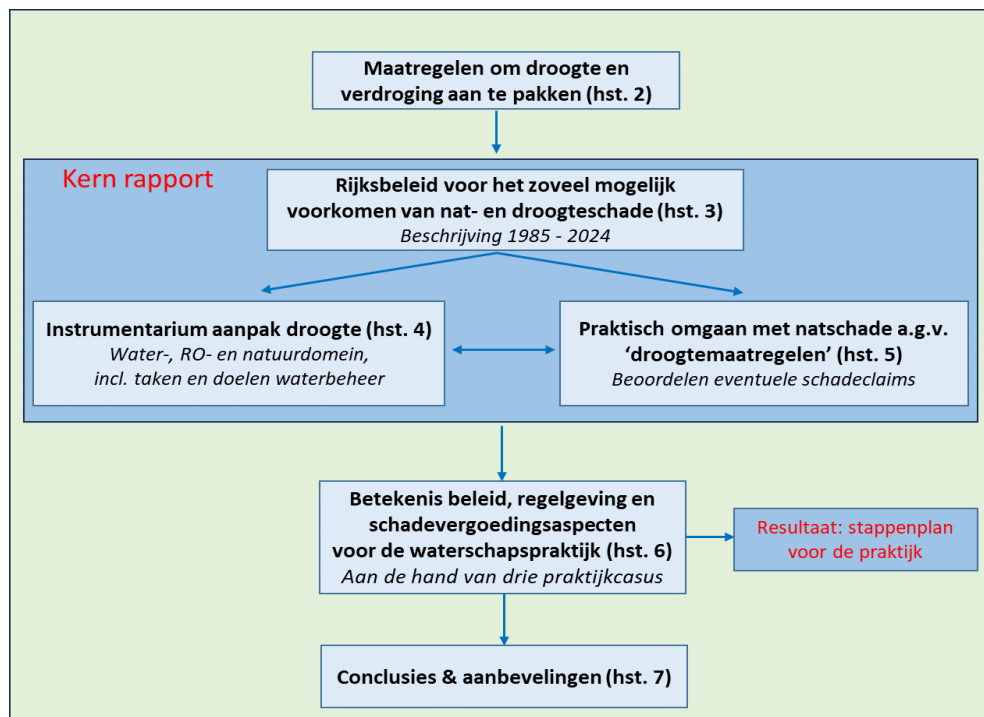 Maatregelen om droogte en
verdroging aan te pakken (hst. 2)
Kern rapport
Rijksbeleid voor het zoveel mogelijk
voorkomen van nat- en droogteschade (hst. 3)
Beschrijving 1985 - 2024
Instrumentarium aanpak droogte (hst. 4)
Water-, RO- en natuurdomein,
incl. taken en doelen waterbeheer
Praktisch omgaan met natschade a.g.v.
‘droogtemaatregelen’ (hst. 5)
Beoordelen eventuele schadeclaims
Betekenis beleid, regelgeving en
schadevergoedingsaspecten
voor de waterschapspraktijk (hst. 6)
Aan de hand van drie praktijkcasus
Resultaat: stappenplan
voor de praktijk
Conclusies & aanbevelingen (hst. 7)